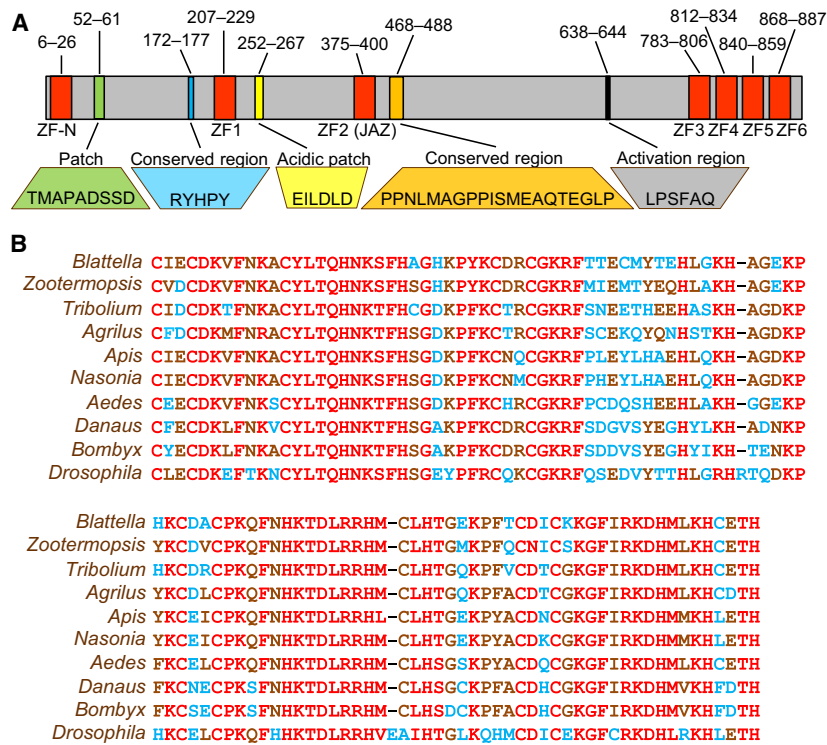 A
52–61
207–229
468–488
812–834
868–887
6–26
172–177
252–267
375–400
638–644
783–806
840–859
ZF-N
ZF1
ZF2 (JAZ)
ZF3 ZF4 ZF5 ZF6
Patch
Conserved region
Acidic patch
Conserved region
Activation region
TMAPADSSD
RYHPY
EILDLD
PPNLMAGPPISMEAQTEGLP
LPSFAQ
B
Blattella CIECDKVFNKACYLTQHNKSFHAGHKPYKCDRCGKRFTTECMYTEHLGKH–AGEKP
Zootermopsis CVDCDKVFNKACYLTQHNKSFHSGHKPYKCDRCGKRFMIEMTYEQHLAKH–AGEKP
Tribolium CIDCDKTFNKACYLTQHNKTFHCGDKPFKCTRCGKRFSNEETHEEHASKH–AGDKP
Agrilus CFDCDKMFNRACYLTQHNKTFHSGDKPFKCTRCGKRFSCEKQYQNHSTKH–AGDKP
Apis CIECDKVFNKACYLTQHNKTFHSGDKPFKCNQCGKRFPLEYLHAEHLQKH–AGDKP
Nasonia CIECDKVFNKACYLTQHNKTFHSGDKPFKCNMCGKRFPHEYLHAEHLQKH–AGDKP
Aedes CEECDKVFNKSCYLTQHNKTFHSGDKPFKCHRCGKRFPCDQSHEEHLAKH–GGEKP
Danaus CFECDKLFNKVCYLTQHNKTFHSGAKPFKCDRCGKRFSDGVSYEGHYLKH–ADNKP
Bombyx CYECDKLFNKACYLTQHNKTFHSGAKPFKCDRCGKRFSDDVSYEGHYIKH–TENKP
Drosophila CLECDKEFTKNCYLTQHNKSFHSGEYPFRCQKCGKRFQSEDVYTTHLGRHRTQDKP
Blattella HKCDACPKQFNHKTDLRRHM–CLHTGEKPFTCDICKKGFIRKDHMLKHCETH
Zootermopsis YKCDVCPKQFNHKTDLRRHM–CLHTGMKPFQCNICSKGFIRKDHMLKHCETH
Tribolium HKCDRCPKQFNHKTDLRRHM–CLHTGQKPFVCDTCGKGFIRKDHMLKHCETH
Agrilus YKCDLCPKQFNHKTDLRRHM–CLHTGQKPFACDTCGKGFIRKDHMLKHCDTH
Apis YKCEICPKQFNHKTDLRRHL–CLHTGEKPYACDNCGKGFIRKDHMMKHLETH
Nasonia YKCEICPKQFNHKTDLRRHM–CLHTGEKPYACDKCGKGFIRKDHMMKHLETH
Aedes FKCELCPKQFNHKTDLRRHM–CLHSGSKPYACDQCGKGFIRKDHMLKHCETH
Danaus FKCNECPKSFNHKTDLRRHM–CLHSGCKPFACDTCGKGFIRKDHMVKHFDTH
Bombyx FKCSECPKSFNHKTDLRRHM–CLHSDCKPFACDHCGKGFIRKDHMVKHFDTH
Drosophila HKCELCPKQFHHKTDLRRHVEAIHTGLKQHMCDICEKGFCRKDHLRKHLETH